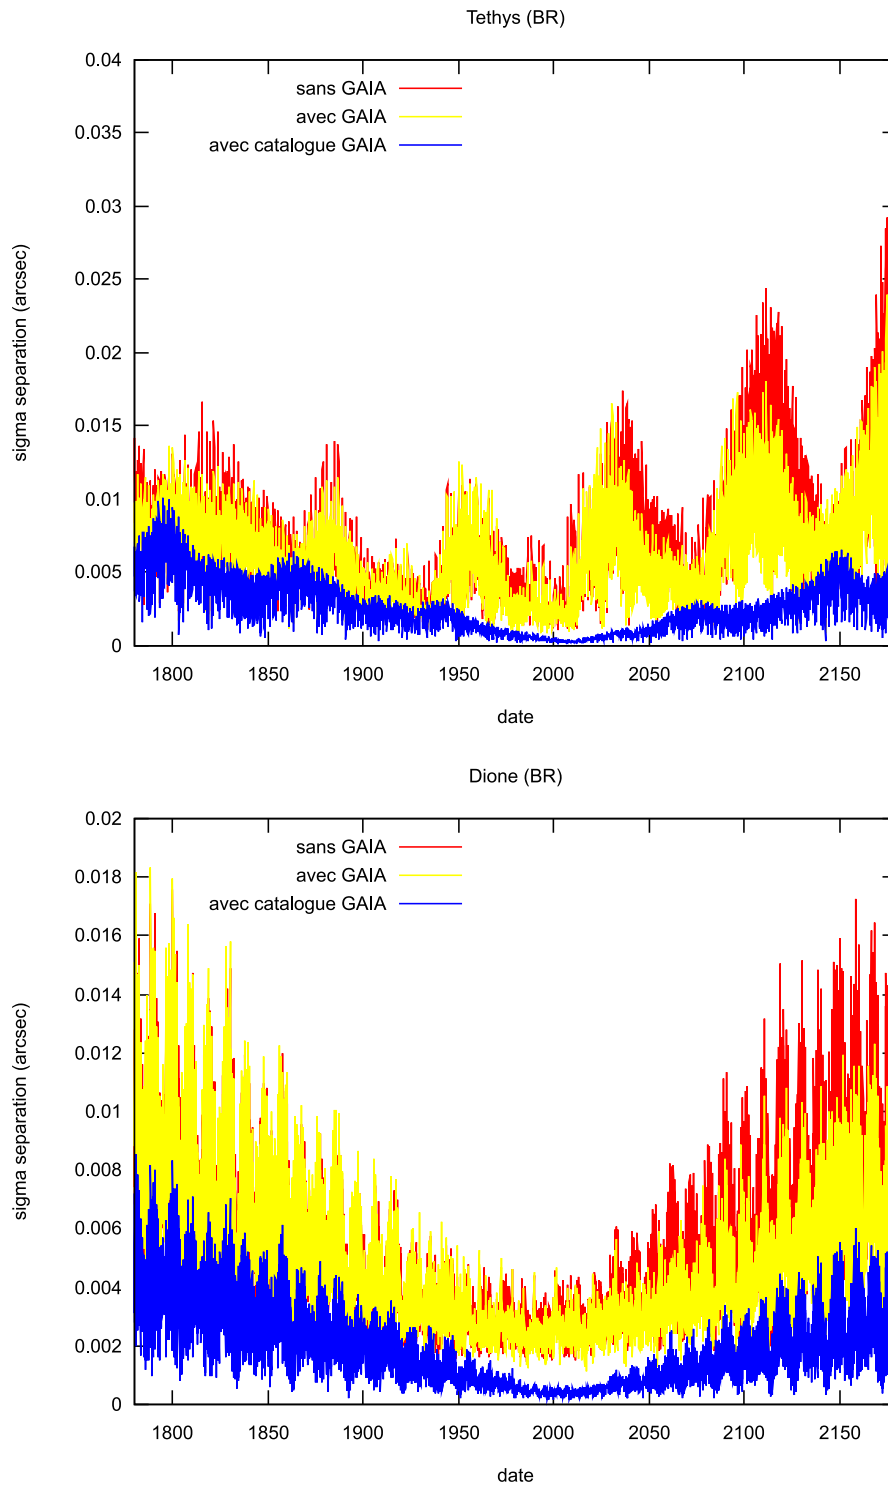 Tethys (BR)
0.04
0.035
0.03
0.025
0.02
0.015
0.01
0.005
0
sigma separation (arcsec)
sans GAIA
avec GAIA
avec catalogue GAIA
1800 1850 1900 1950 2000 2050 2100 2150
date
Dione (BR)
0.02
0.018
0.016
0.014
0.012
0.01
0.008
0.006
0.004
0.002
0
sigma separation (arcsec)
sans GAIA
avec GAIA
avec catalogue GAIA
1800 1850 1900 1950 2000 2050 2100 2150
date